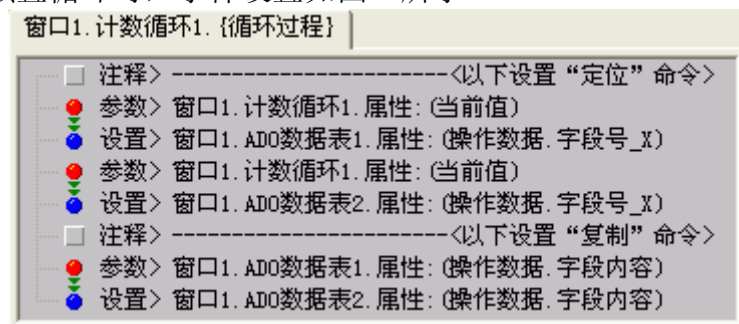 窗口1.计数循环1.{循环过程}
注释> -----------------------<以下设置“定位”命令>
参数> 窗口1.计数循环1.属性:(当前值)
设置> 窗口1.ADO数据表1.属性:(操作数据.字段号_X)
参数> 窗口1.计数循环1.属性:(当前值)
设置> 窗口1.ADO数据表2.属性:(操作数据.字段号_X)
注释> -----------------------<以下设置“复制”命令>
参数> 窗口1.ADO数据表1.属性:(操作数据.字段内容)
设置> 窗口1.ADO数据表2.属性:(操作数据.字段内容)